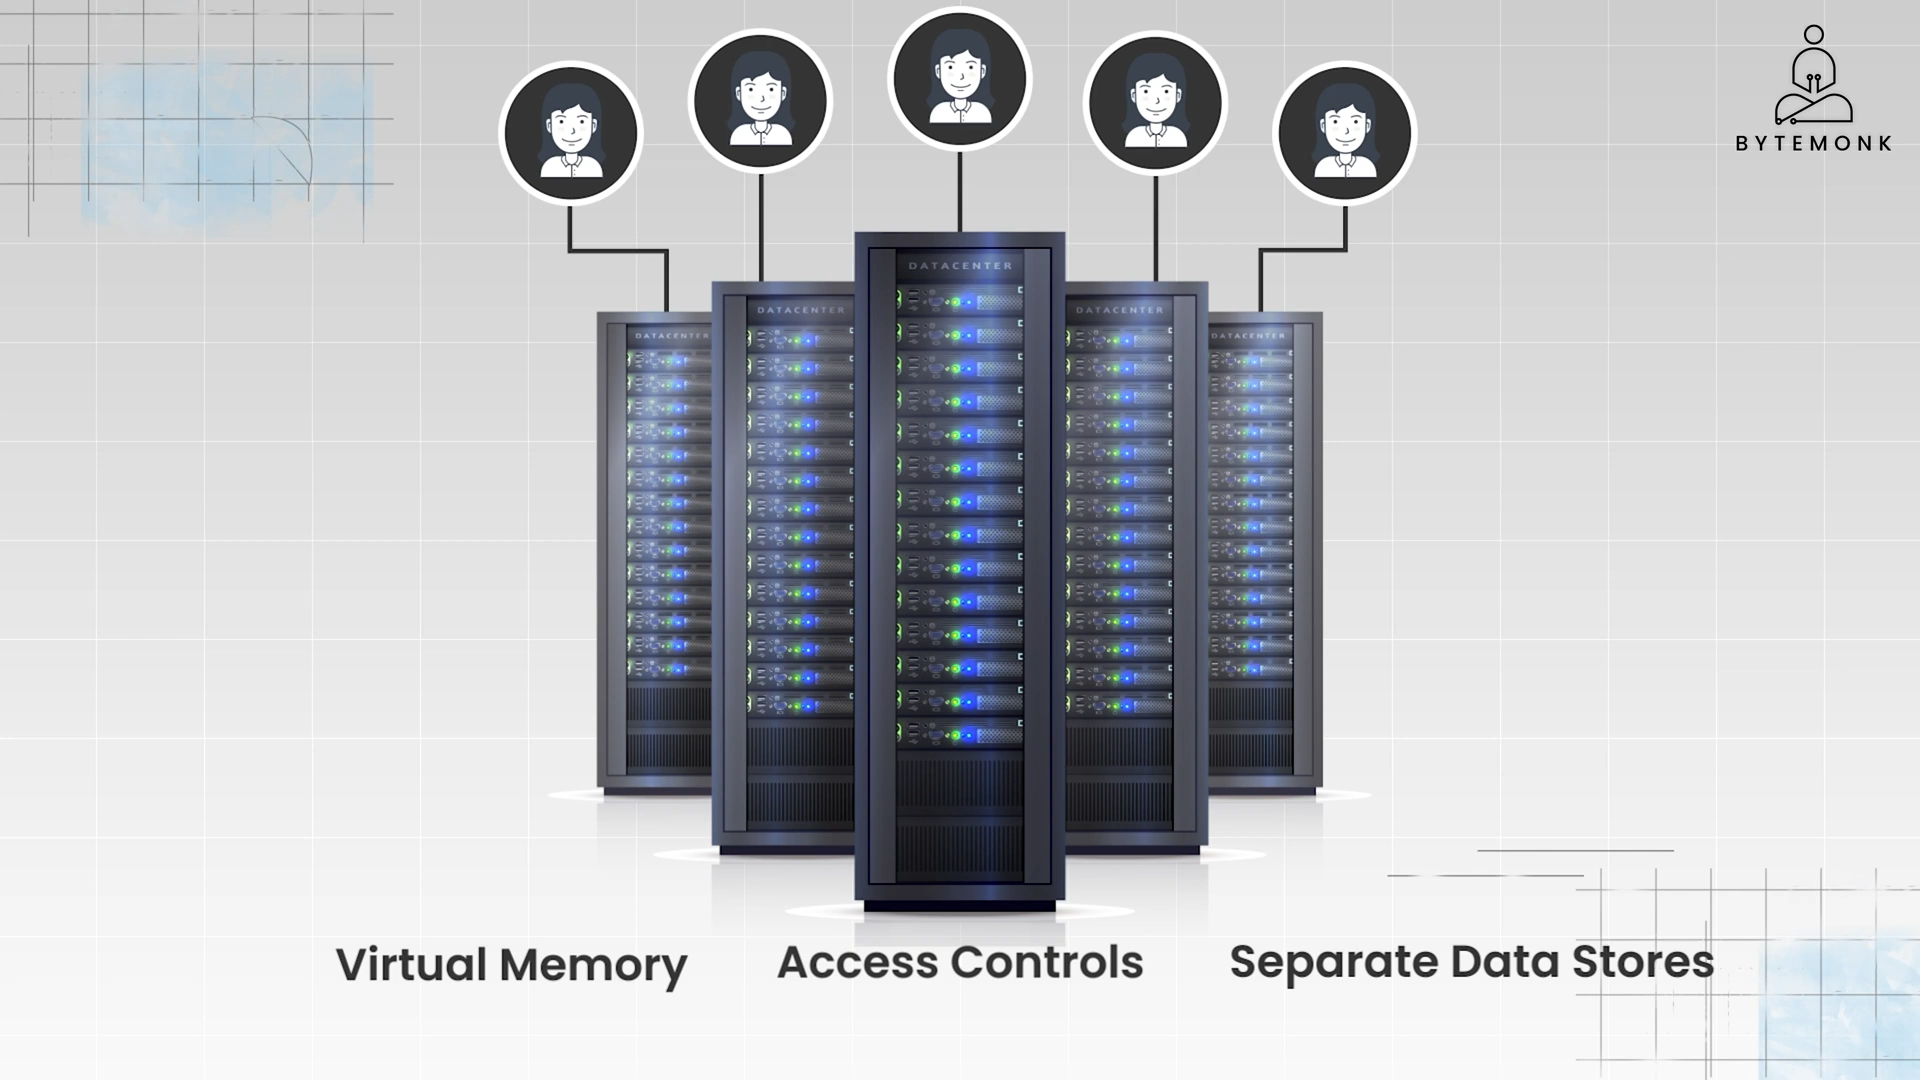 BYTEMONK
DATACENTER
DATACENTER
DATACENTER
DATACENTER
DATACENTER
Virtual Memory
Access Controls
Separate Data Stores